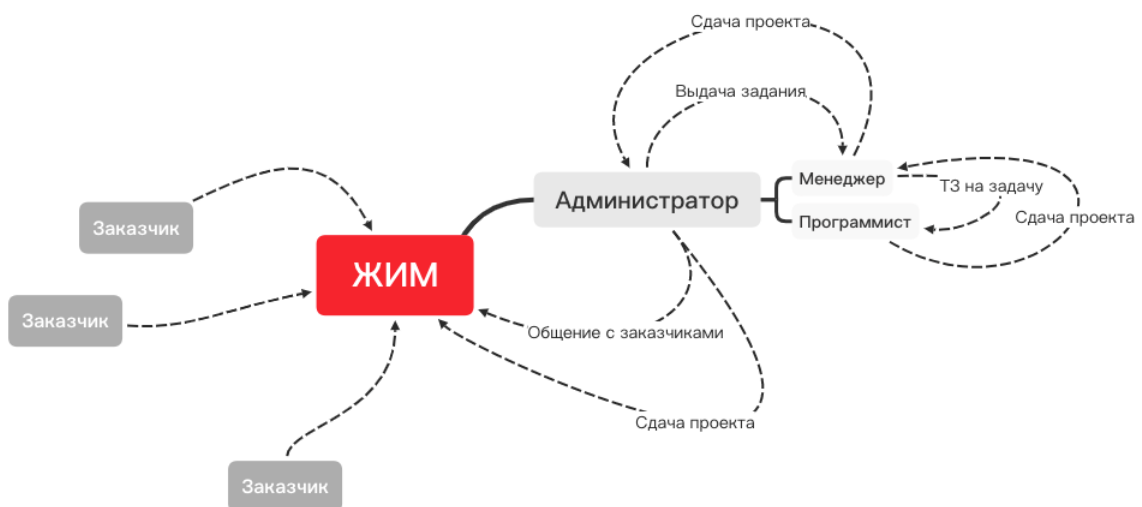 Сдача проекта
Выдача задания
Менеджер
ТЗ на задачу
Администратор
Программист
Сдача проекта
Заказчик
ЖИМ
Заказчик
Общение с заказчиками
Сдача проекта
Заказчик